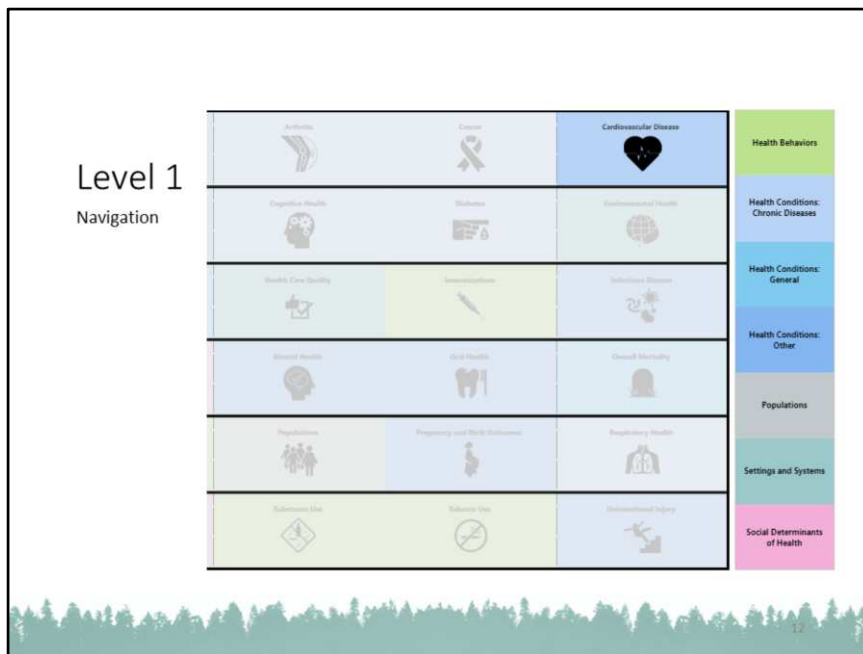 Level 1
Navigation
Arthritis
Cancer
Cardiovascular Disease
Cognitive Health
Diabetes
Environmental Health
Health Care Quality
Immunizations
Infectious Disease
Mental Health
Oral Health
Overall Mortality
Populations
Pregnancy and Birth Outcomes
Respiratory Health
Substance Use
Tobacco Use
Unintentional Injury
Health Behaviors
Health Conditions:
Chronic Diseases
Health Conditions:
General
Health Conditions:
Other
Populations
Settings and Systems
Social Determinants
of Health
12